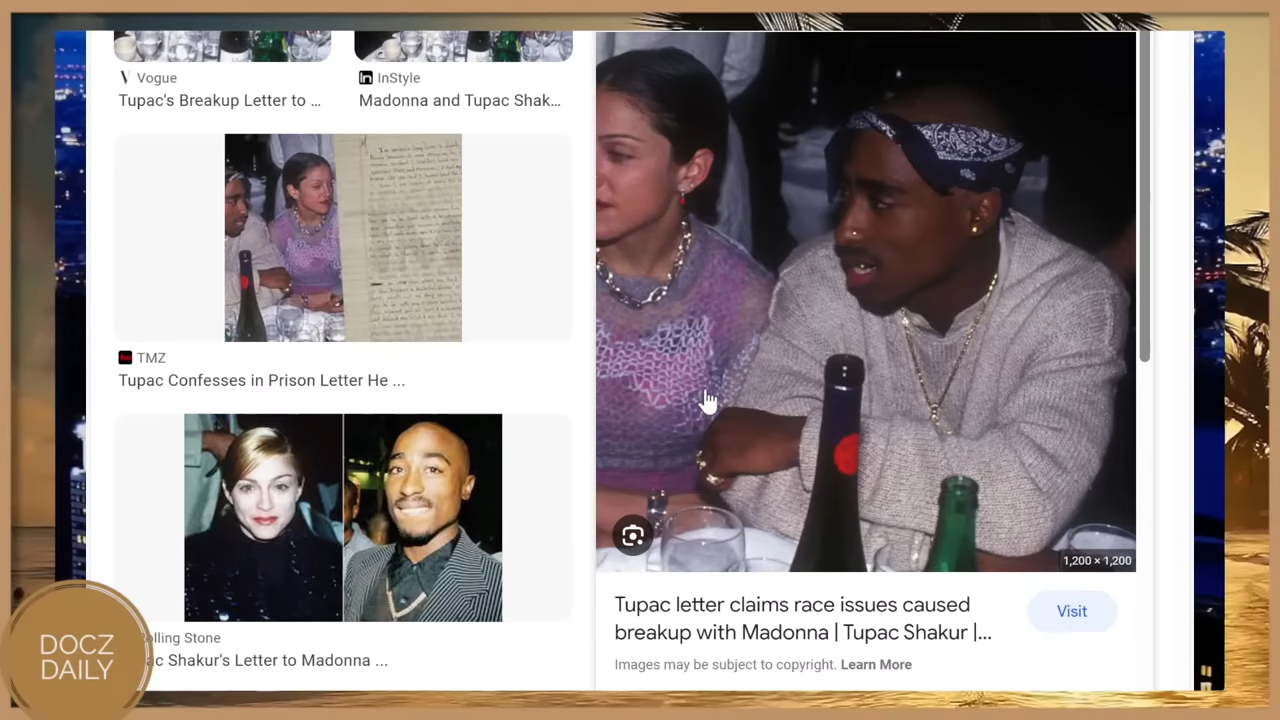 Vogue
Tupac's Breakup Letter to ...
InStyle
Madonna and Tupac Shak...
TMZ
Tupac Confesses in Prison Letter He ...
Rolling Stone
ac Shakur's Letter to Madonna ...
1,200 × 1,200
Tupac letter claims race issues caused
breakup with Madonna | Tupac Shakur |...
Visit
Images may be subject to copyright. Learn More
DOCZ
DAILY